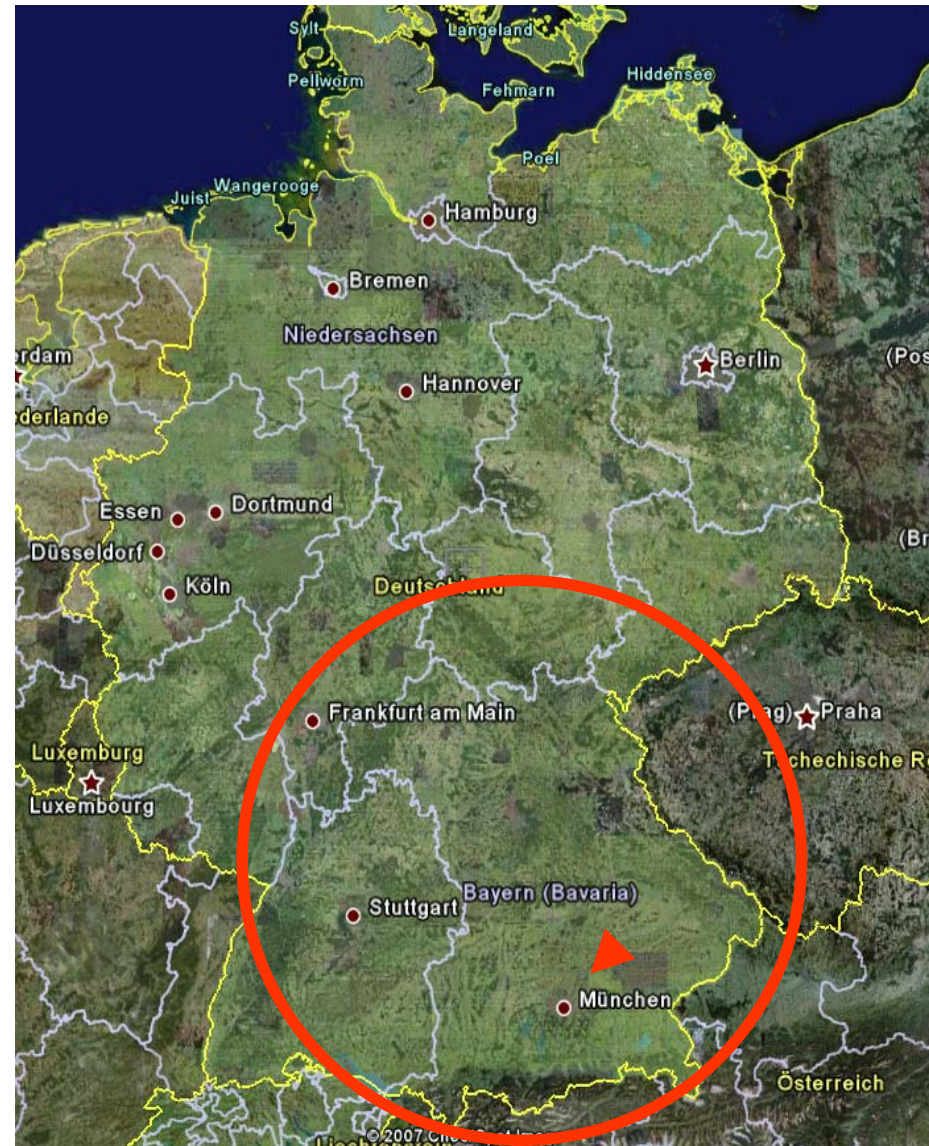 Sylt
Langeland
Pellworm
Fehmarn
Hiddensee
Poel
Wangerooge
Juist
Hamburg
Bremen
Niedersachsen
erdam
Berlin
(Pos
Hannover
ederlande
Essen
Dortmund
Düsseldorf
(Br
Köln
Deutschland
Frankfurt am Main
(Prag)
Praha
Luxemburg
Tschechische R
Luxembourg
Bayern (Bavaria)
Stuttgart
München
Österreich
©2007